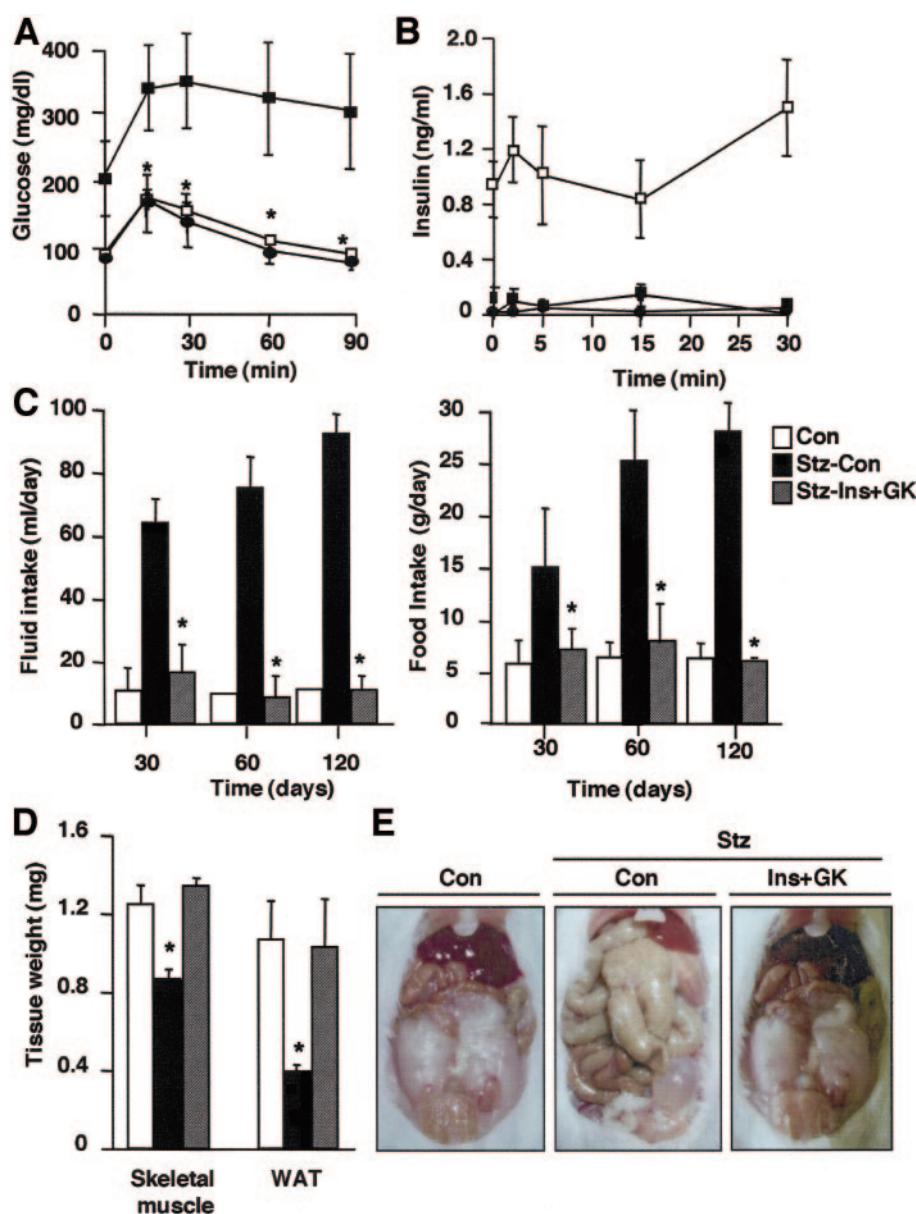 A
Glucose (mg/dl)
400
300
200
100
0
*
*
*
*
0
30
60
90
Time (min)
B
Insulin (ng/ml)
2.0
1.6
1.2
0.8
0.4
0
0
5
10
15
20
25
30
Time (min)
C
Fluid intake (ml/day)
100
80
60
40
20
0
*
*
*
30
60
120
Time (days)
Food Intake (g/day)
30
25
20
15
10
5
0
*
*
*
30
60
120
Time (days)
Con
Stz-Con
Stz-Ins+GK
D
Tissue weight (mg)
1.6
1.2
0.8
0.4
0
*
*
Skeletal
muscle
WAT
E
Stz
Con
Con
Ins+GK